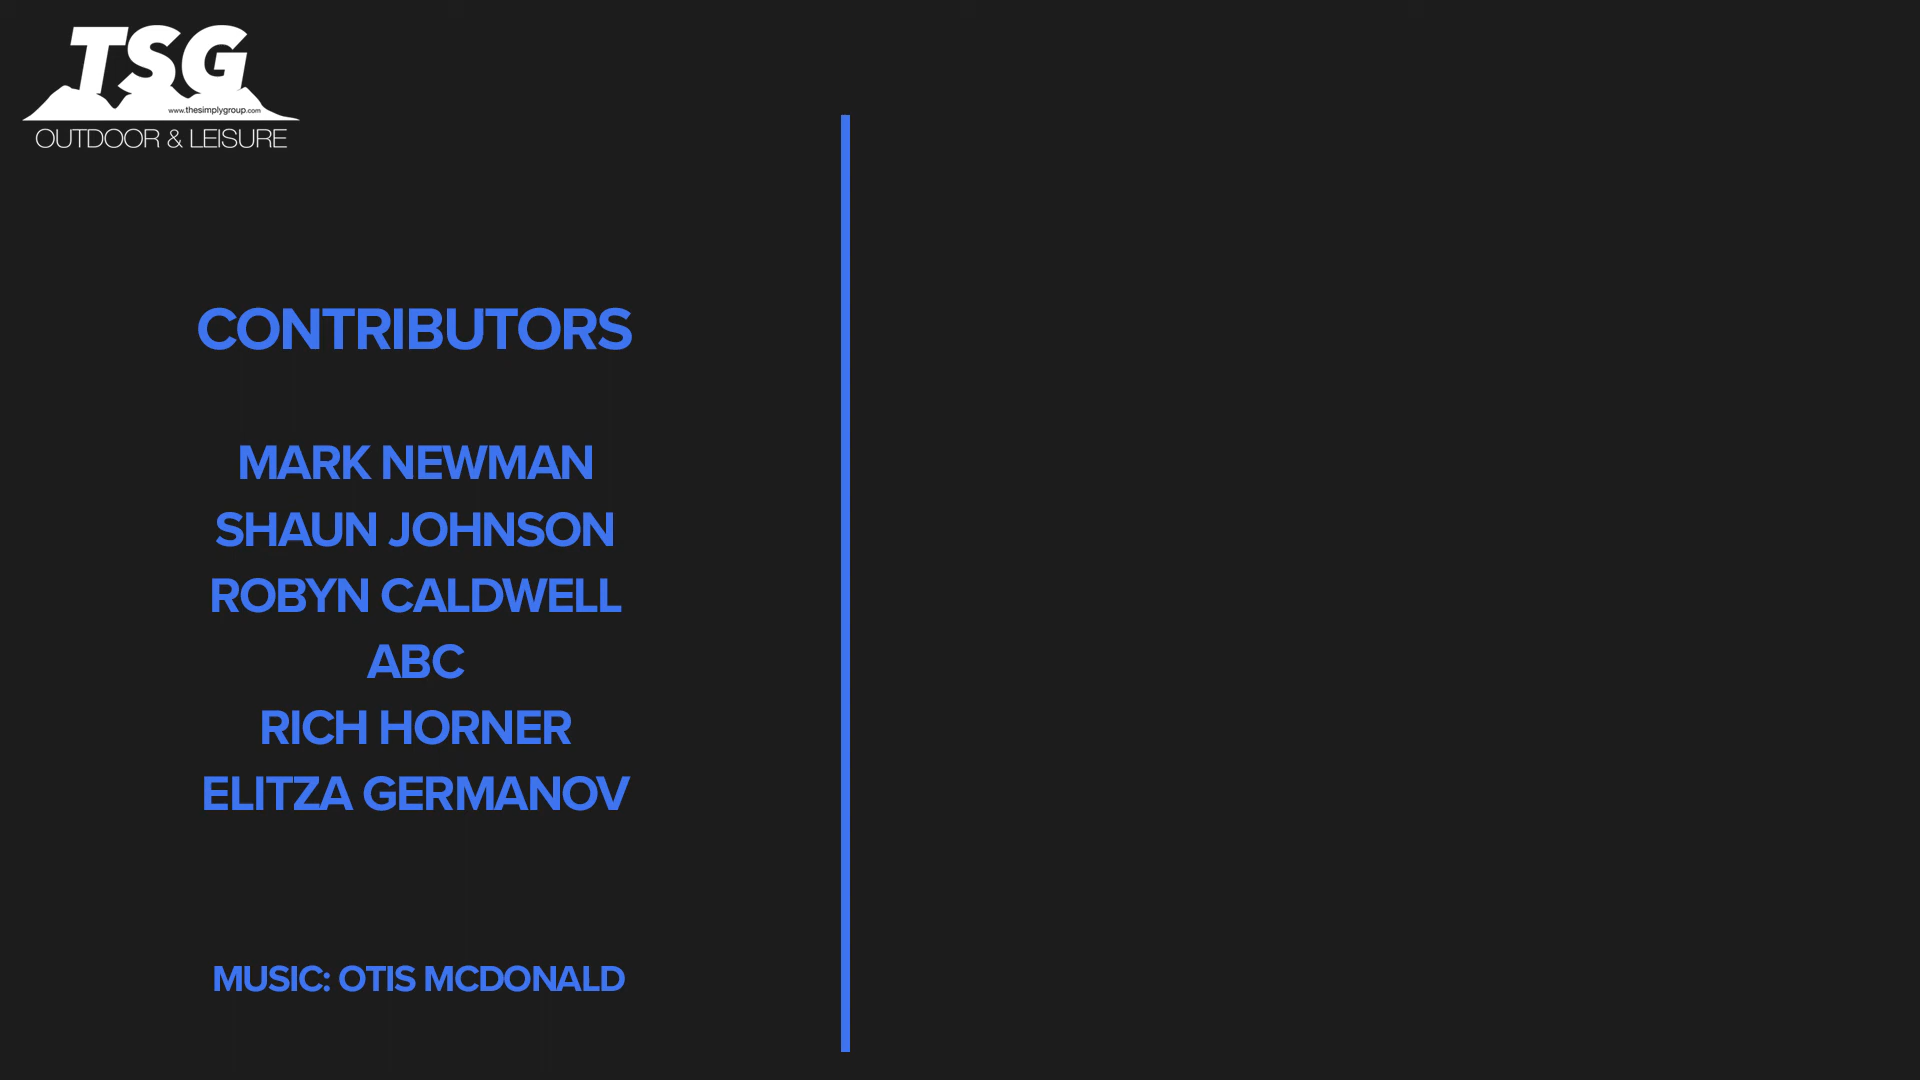 TSG
www.thesimplygroup.com
OUTDOOR & LEISURE
CONTRIBUTORS
MARK NEWMAN
SHAUN JOHNSON
ROBYN CALDWELL
ABC
RICH HORNER
ELITZA GERMANOV
MUSIC: OTIS MCDONALD